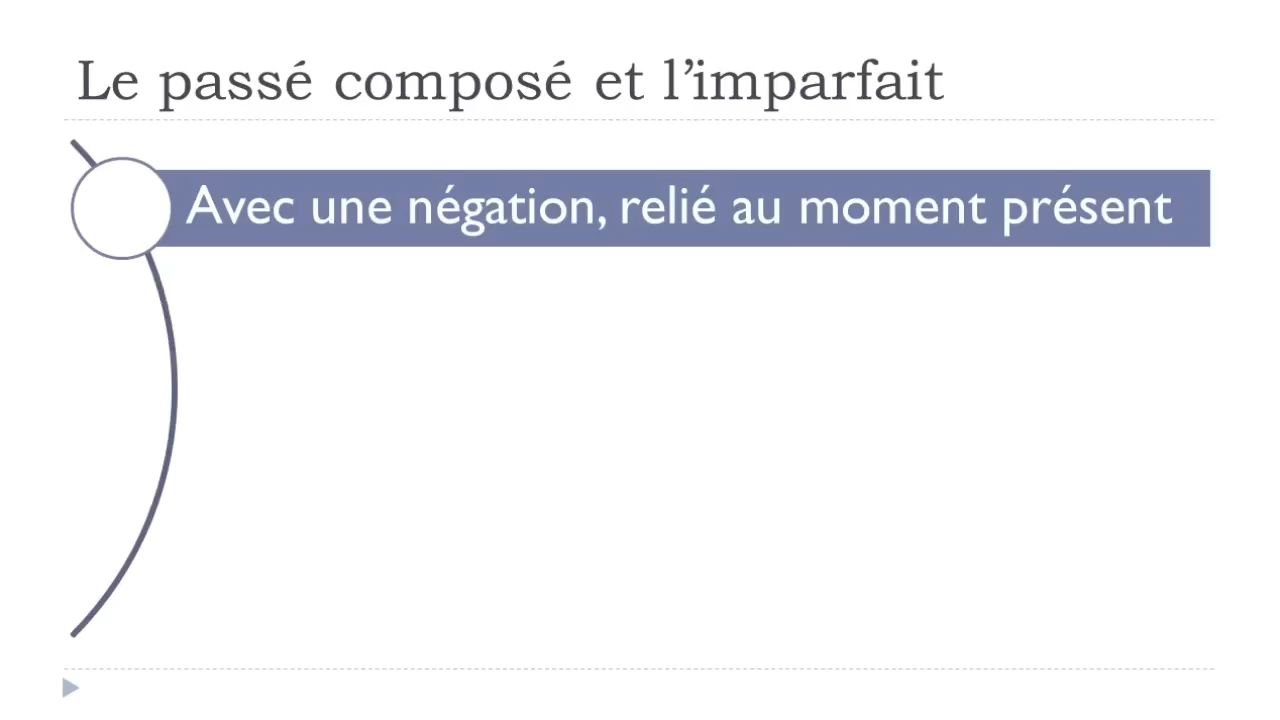 Le passé composé et l’imparfait
Avec une négation, relié au moment présent